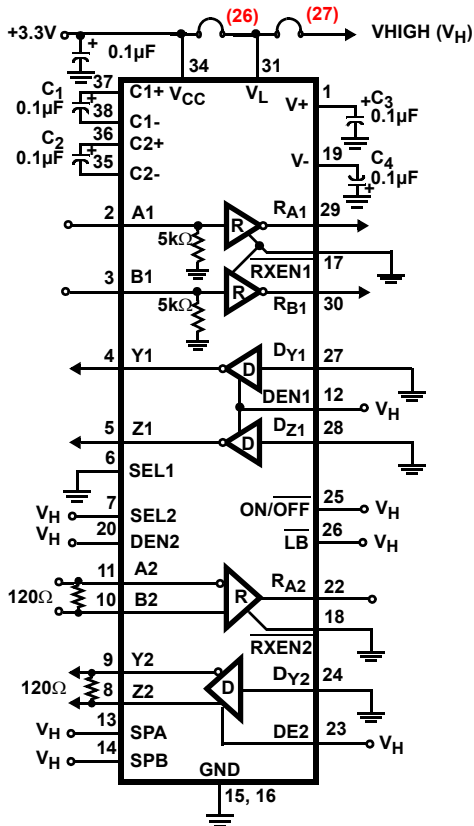 (26) (27)
+3.3V VHIGH (VH)
+ 0.1µF
34 31
37 C1+ VCC VL V+ 1
C1 0.1µF + C3 + 0.1µF
38 C1-
36 C2+
C2 0.1µF + V- 19 C4
35 C2- + 0.1µF
2 A1 R RA1 29
5kΩ RXEN1 17
3 B1 R RB1 30
5kΩ
4 Y1 D DY1 27
DEN1 12 VH
5 Z1 D DZ1 28
6 SEL1
VH 7 SEL2 ON/OFF 25 VH
VH 20 DEN2 LB 26 VH
11 A2 RA2 22
120Ω R
10 B2 18
RXEN2
9 Y2 DY2 24
120Ω D
8 Z2
VH 13 SPA DE2 23 VH
VH 14 SPB
GND
15, 16